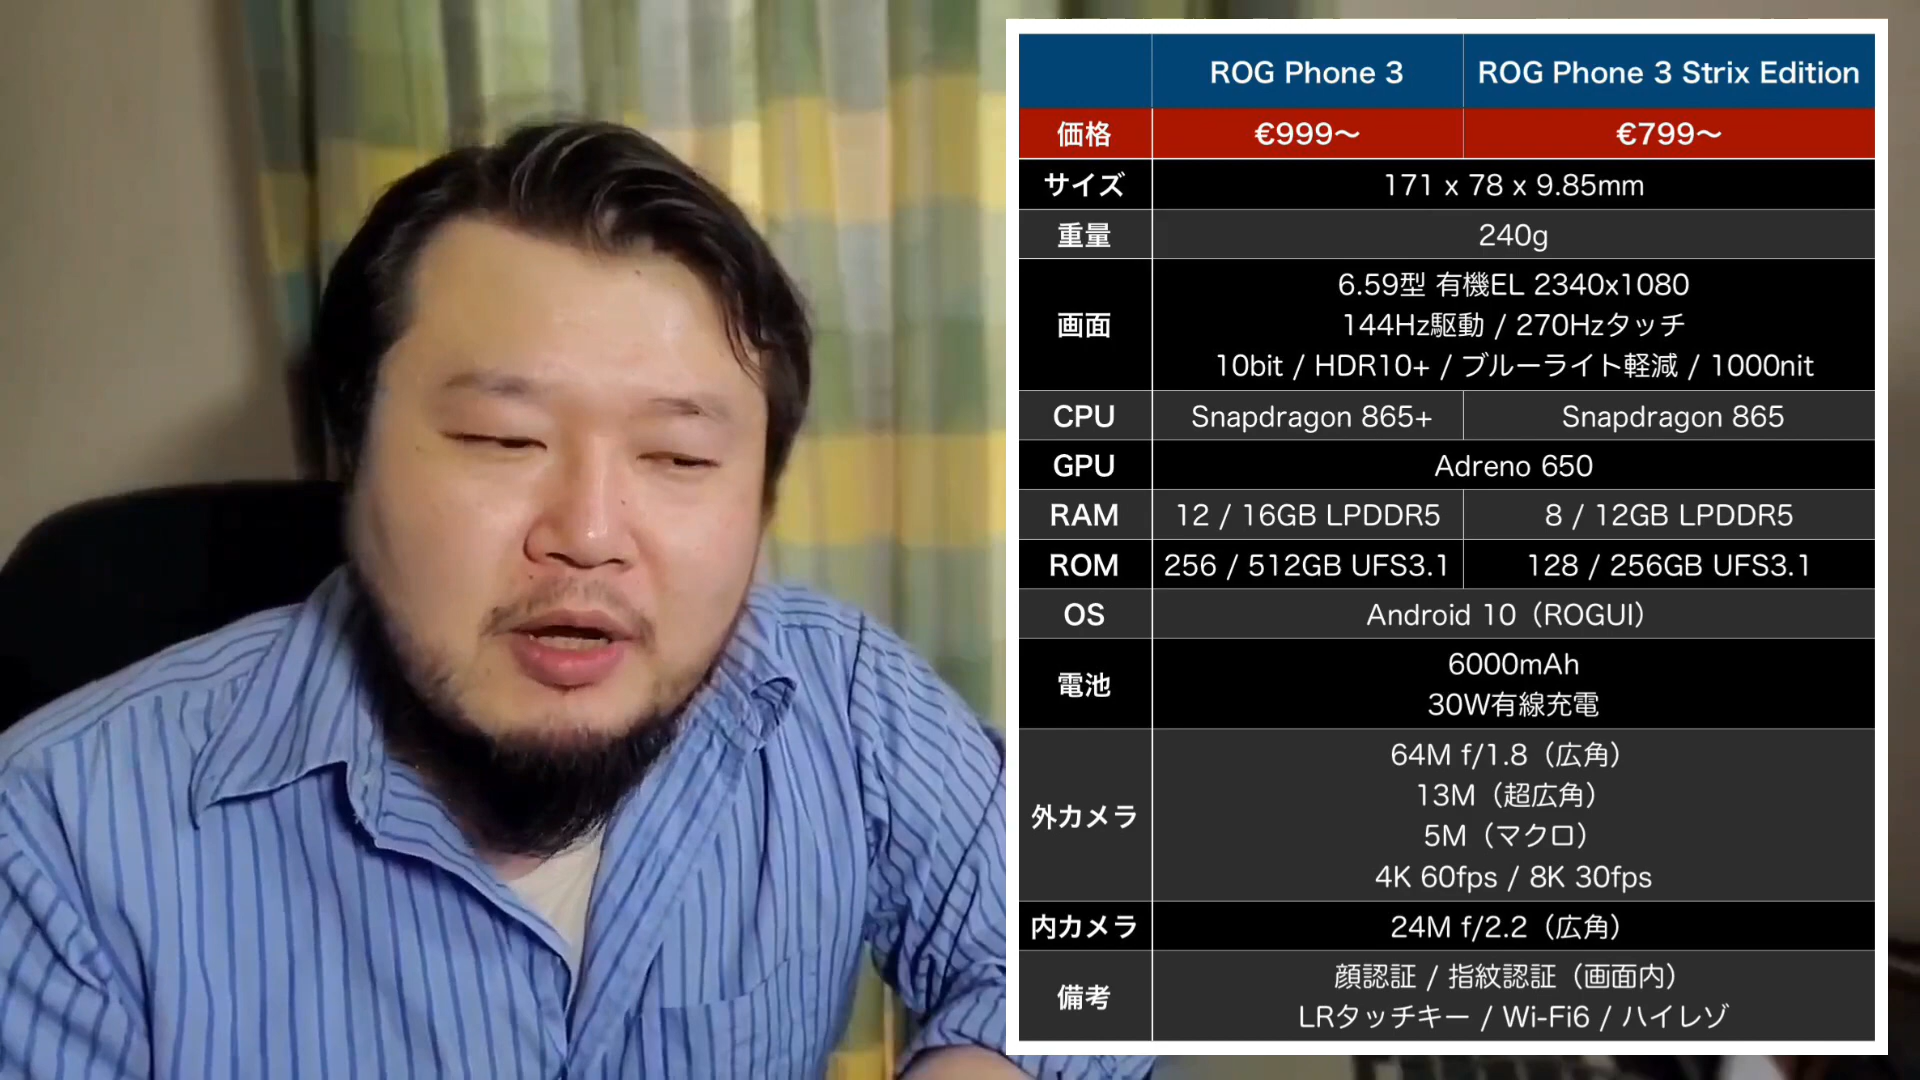 ROG Phone 3 ROG Phone 3 Strix Edition
価格 €999〜 €799〜
サイズ 171 x 78 x 9.85mm
重量 240g
画面 6.59型 有機EL 2340x1080
144Hz駆動 / 270Hzタッチ
10bit / HDR10+ / ブルーライト軽減 / 1000nit
CPU Snapdragon 865+ Snapdragon 865
GPU Adreno 650
RAM 12 / 16GB LPDDR5 8 / 12GB LPDDR5
ROM 256 / 512GB UFS3.1 128 / 256GB UFS3.1
OS Android 10（ROGUI）
電池 6000mAh
30W有線充電
外カメラ 64M f/1.8（広角）
13M（超広角）
5M（マクロ）
4K 60fps / 8K 30fps
内カメラ 24M f/2.2（広角）
備考 顔認証 / 指紋認証（画面内）
LRタッチキー / Wi-Fi6 / ハイレゾ